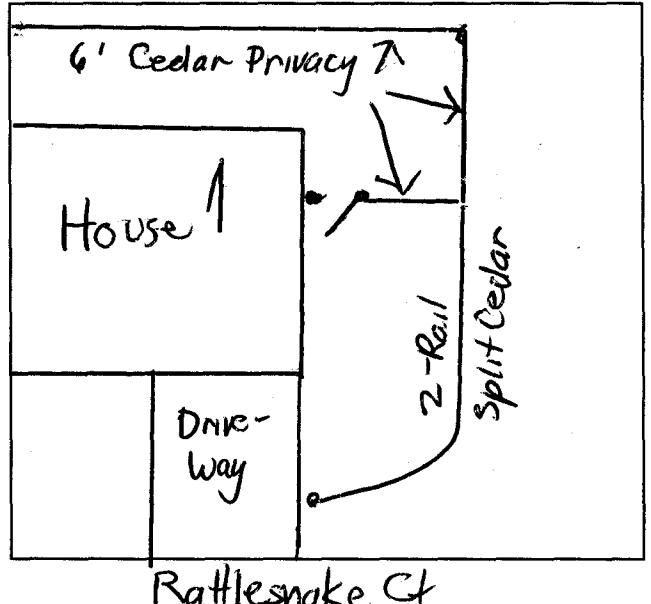 6' Cedar Privacy
House
2-Rail
Split Cedar
Drive-
way
Rattlesnake Ct